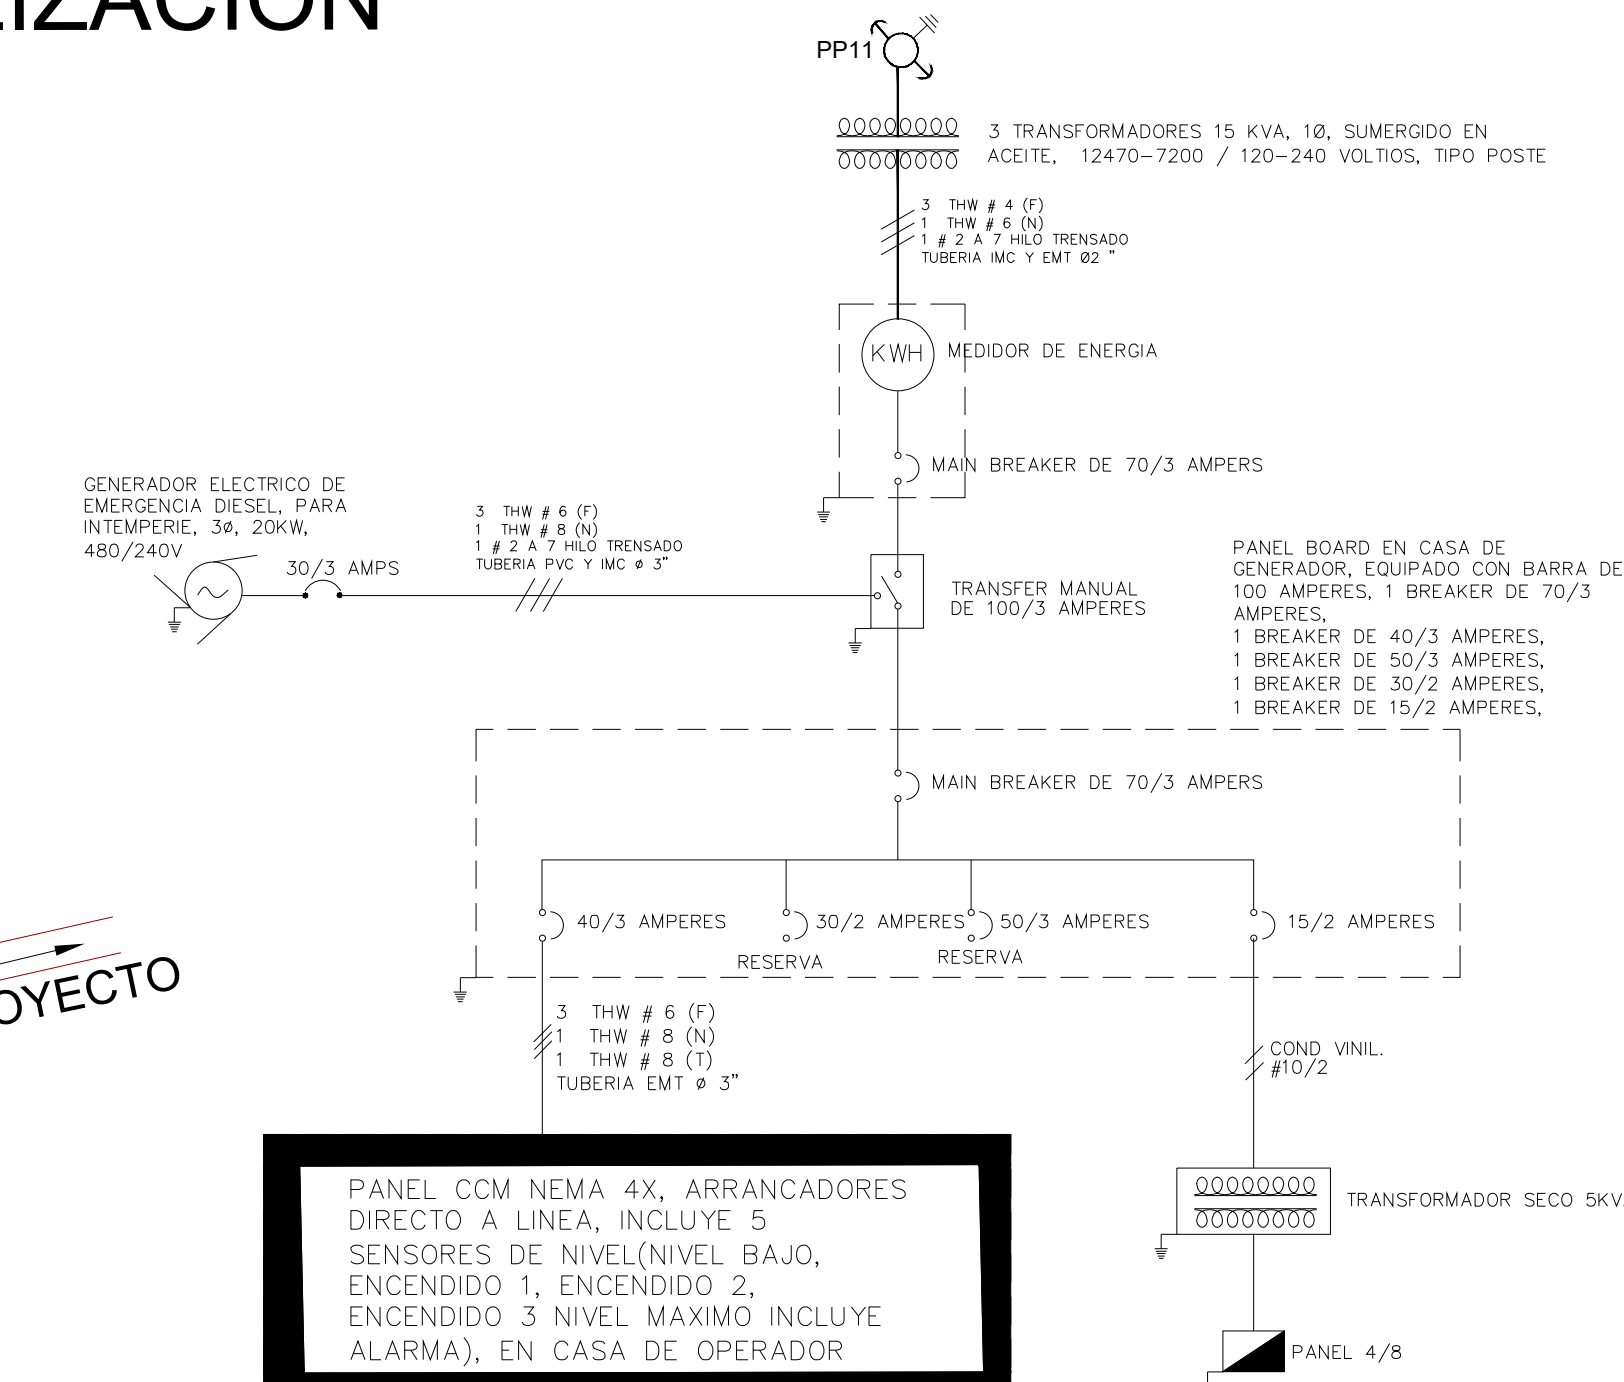 LIZACIÓN
PP11
3 TRANSFORMADORES 15 KVA, 1Ø, SUMERGIDO EN
ACEITE, 12470-7200 / 120-240 VOLTIOS, TIPO POSTE
3 THW # 4 (F)
1 THW # 6 (N)
1 # 2 A 7 HILO TRENSADO
TUBERIA IMC Y EMT Ø2 "
KWH
MEDIDOR DE ENERGIA
MAIN BREAKER DE 70/3 AMPERS
GENERADOR ELECTRICO DE
EMERGENCIA DIESEL, PARA
INTEMPERIE, 3ø, 20KW,
480/240V
30/3 AMPS
3 THW # 6 (F)
1 THW # 8 (N)
1 # 2 A 7 HILO TRENSADO
TUBERIA PVC Y IMC ø 3"
TRANSFER MANUAL
DE 100/3 AMPERES
PANEL BOARD EN CASA DE
GENERADOR, EQUIPADO CON BARRA DE
100 AMPERES, 1 BREAKER DE 70/3
AMPERES,
1 BREAKER DE 40/3 AMPERES,
1 BREAKER DE 50/3 AMPERES,
1 BREAKER DE 30/2 AMPERES,
1 BREAKER DE 15/2 AMPERES,
MAIN BREAKER DE 70/3 AMPERS
40/3 AMPERES
30/2 AMPERES
RESERVA
50/3 AMPERES
RESERVA
15/2 AMPERES
OYECTO
3 THW # 6 (F)
1 THW # 8 (N)
1 THW # 8 (T)
TUBERIA EMT ø 3"
COND VINIL.
#10/2
PANEL CCM NEMA 4X, ARRANCADORES
DIRECTO A LINEA, INCLUYE 5
SENSORES DE NIVEL(NIVEL BAJO,
ENCENDIDO 1, ENCENDIDO 2,
ENCENDIDO 3 NIVEL MAXIMO INCLUYE
ALARMA), EN CASA DE OPERADOR
TRANSFORMADOR SECO 5KV
PANEL 4/8